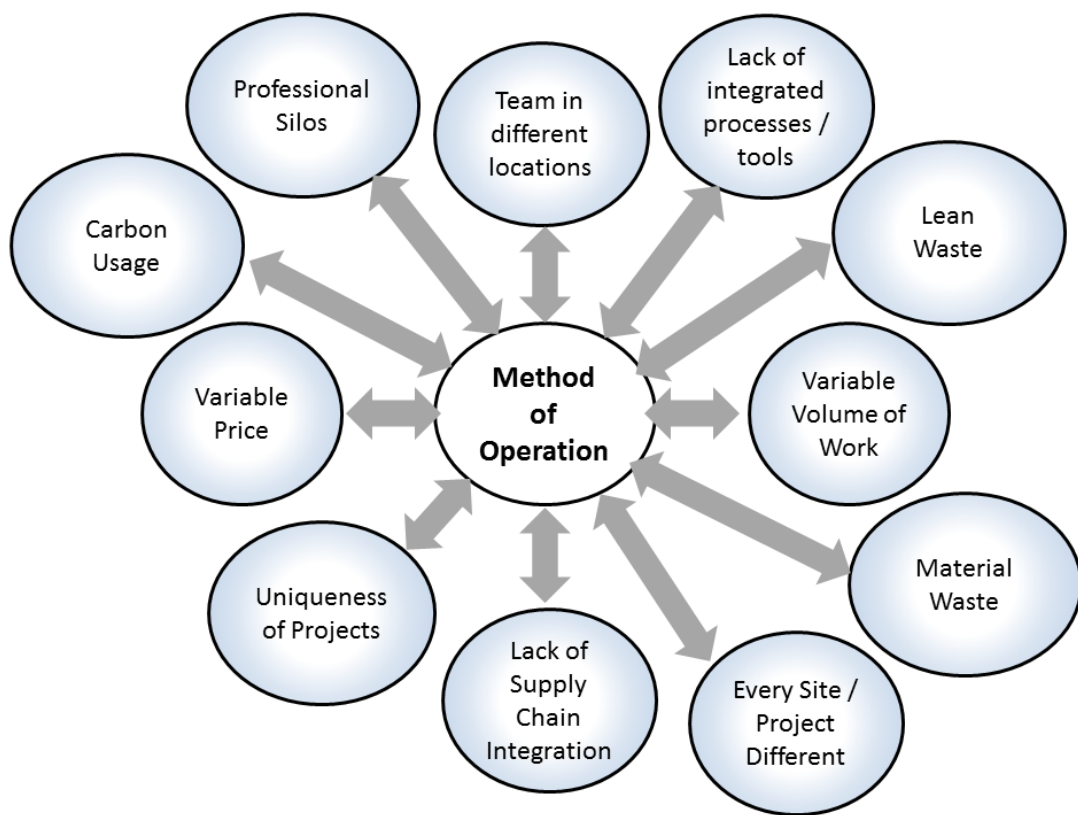 Professional
Silos
Team in
different
locations
Lack of
integrated
processes /
tools
Carbon
Usage
Lean
Waste
Variable
Price
Method
of
Operation
Variable
Volume of
Work
Uniqueness
of Projects
Lack of
Supply
Chain
Integration
Every Site /
Project
Different
Material
Waste